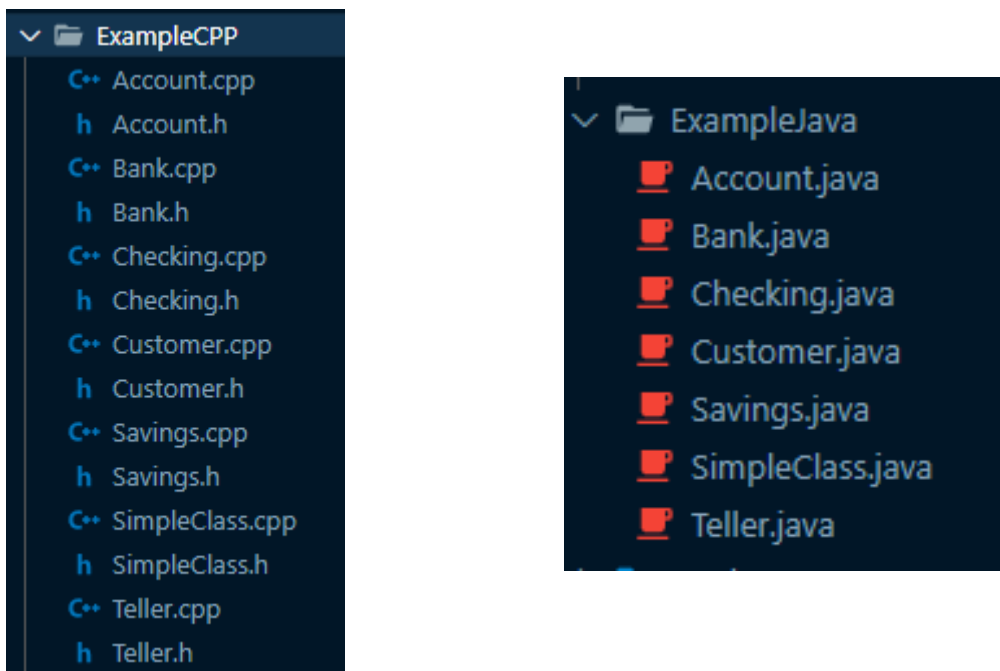 ExampleCPP
C++ Account.cpp
h Account.h
C++ Bank.cpp
h Bank.h
C++ Checking.cpp
h Checking.h
C++ Customer.cpp
h Customer.h
C++ Savings.cpp
h Savings.h
C++ SimpleClass.cpp
h SimpleClass.h
C++ Teller.cpp
h Teller.h
ExampleJava
Account.java
Bank.java
Checking.java
Customer.java
Savings.java
SimpleClass.java
Teller.java